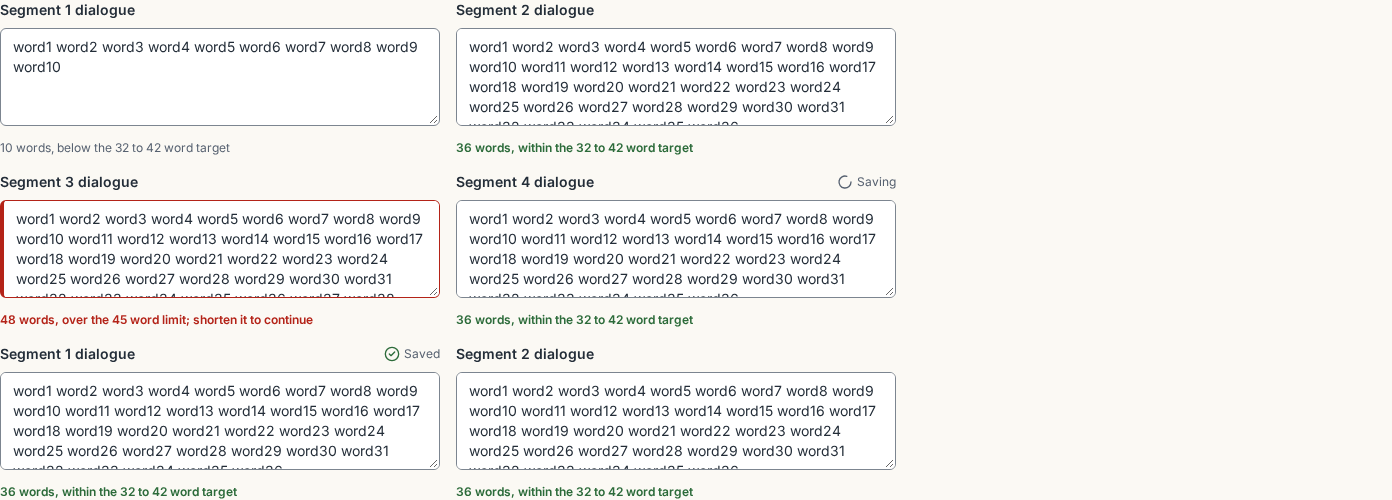 Segment 1 dialogue
word1 word2 word3 word4 word5 word6 word7 word8 word9
word10
10 words, below the 32 to 42 word target
Segment 2 dialogue
word1 word2 word3 word4 word5 word6 word7 word8 word9
word10 word11 word12 word13 word14 word15 word16 word17
word18 word19 word20 word21 word22 word23 word24
word25 word26 word27 word28 word29 word30 word31
36 words, within the 32 to 42 word target
Segment 3 dialogue
word1 word2 word3 word4 word5 word6 word7 word8 word9
word10 word11 word12 word13 word14 word15 word16 word17
word18 word19 word20 word21 word22 word23 word24
word25 word26 word27 word28 word29 word30 word31
48 words, over the 45 word limit; shorten it to continue
Segment 4 dialogue
Saving
word1 word2 word3 word4 word5 word6 word7 word8 word9
word10 word11 word12 word13 word14 word15 word16 word17
word18 word19 word20 word21 word22 word23 word24
word25 word26 word27 word28 word29 word30 word31
36 words, within the 32 to 42 word target
Segment 1 dialogue
Saved
word1 word2 word3 word4 word5 word6 word7 word8 word9
word10 word11 word12 word13 word14 word15 word16 word17
word18 word19 word20 word21 word22 word23 word24
word25 word26 word27 word28 word29 word30 word31
36 words, within the 32 to 42 word target
Segment 2 dialogue
word1 word2 word3 word4 word5 word6 word7 word8 word9
word10 word11 word12 word13 word14 word15 word16 word17
word18 word19 word20 word21 word22 word23 word24
word25 word26 word27 word28 word29 word30 word31
36 words, within the 32 to 42 word target